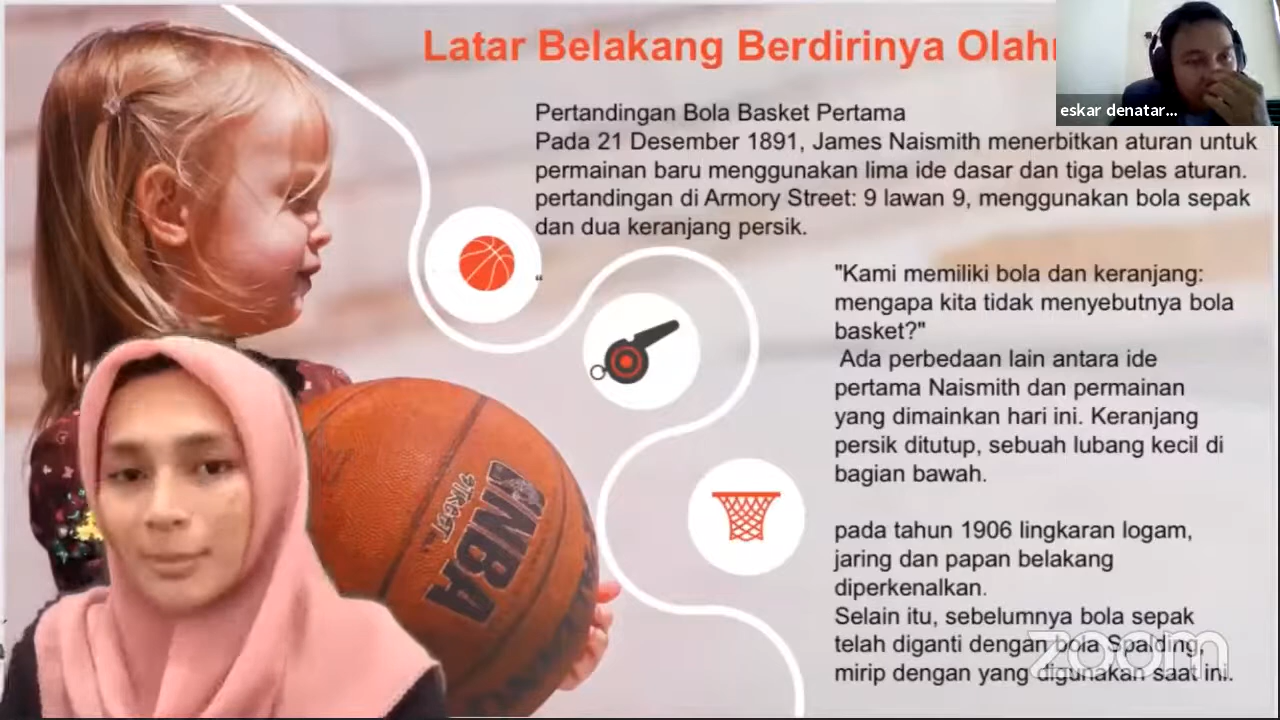 Latar Belakang Berdirinya
eskar denatar...
Pertandingan Bola Basket Pertama
Pada 21 Desember 1891, James Naismith menerbitkan aturan untuk
permainan baru menggunakan lima ide dasar dan tiga belas aturan.
pertandingan di Armory Street: 9 lawan 9, menggunakan bola sepak
dan dua keranjang persik.
“
"Kami memiliki bola dan keranjang:
mengapa kita tidak menyebutnya bola
basket?"
Ada perbedaan lain antara ide
pertama Naismith dan permainan
yang dimainkan hari ini. Keranjang
persik ditutup, sebuah lubang kecil di
bagian bawah.
pada tahun 1906 lingkaran logam,
jaring dan papan belakang
diperkenalkan.
Selain itu, sebelumnya bola sepak
telah diganti dengan bola Spalding,
mirip dengan yang digunakan saat ini.
zoom
STREET
NBA